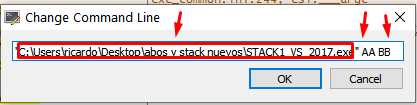 Change Command Line
"C:\Users\ricardo\Desktop\abos y stack nuevos\STACK1_VS_2017.exe" AA BB
OK
Cancel